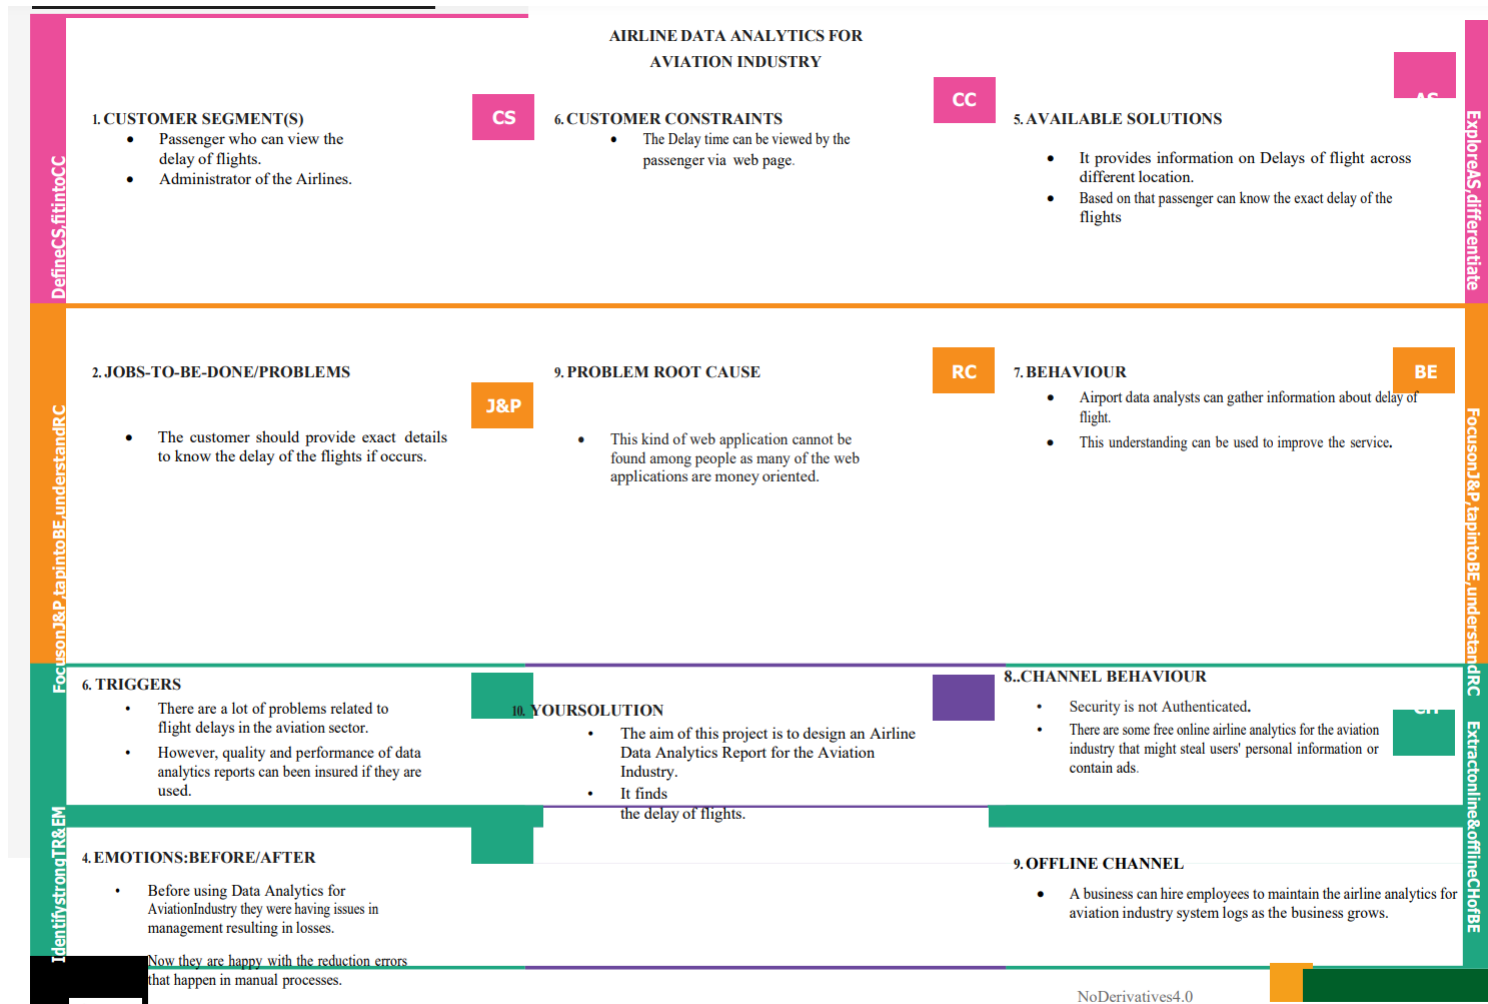 AIRLINE DATA ANALYTICS FOR
AVIATION INDUSTRY
DefineCS,fitintoCC
1. CUSTOMER SEGMENT(S)
CS
• Passenger who can view the
delay of flights.
• Administrator of the Airlines.
6. CUSTOMER CONSTRAINTS
CC
• The Delay time can be viewed by the
passenger via web page.
5. AVAILABLE SOLUTIONS
AS
• It provides information on Delays of flight across
different location.
• Based on that passenger can know the exact delay of the
flights
ExploreAS,differentiate
FocusonJ&P,tapintoBE,understandRC
2. JOBS-TO-BE-DONE/PROBLEMS
J&P
• The customer should provide exact details
to know the delay of the flights if occurs.
9. PROBLEM ROOT CAUSE
RC
• This kind of web application cannot be
found among people as many of the web
applications are money oriented.
7. BEHAVIOUR
BE
• Airport data analysts can gather information about delay of
flight.
• This understanding can be used to improve the service.
FocusonJ&P,tapintoBE,understandRC
IdentifystrongTR&EM
6. TRIGGERS
• There are a lot of problems related to
flight delays in the aviation sector.
• However, quality and performance of data
analytics reports can been insured if they are
used.
10. YOURSOLUTION
• The aim of this project is to design an Airline
Data Analytics Report for the Aviation
Industry.
• It finds
the delay of flights.
8..CHANNEL BEHAVIOUR
CH
• Security is not Authenticated.
• There are some free online airline analytics for the aviation
industry that might steal users' personal information or
contain ads.
Extractonline&offlineCHofBE
4. EMOTIONS:BEFORE/AFTER
• Before using Data Analytics for
AviationIndustry they were having issues in
management resulting in losses.
Now they are happy with the reduction errors
that happen in manual processes.
9. OFFLINE CHANNEL
• A business can hire employees to maintain the airline analytics for
aviation industry system logs as the business grows.
NoDerivatives4.0